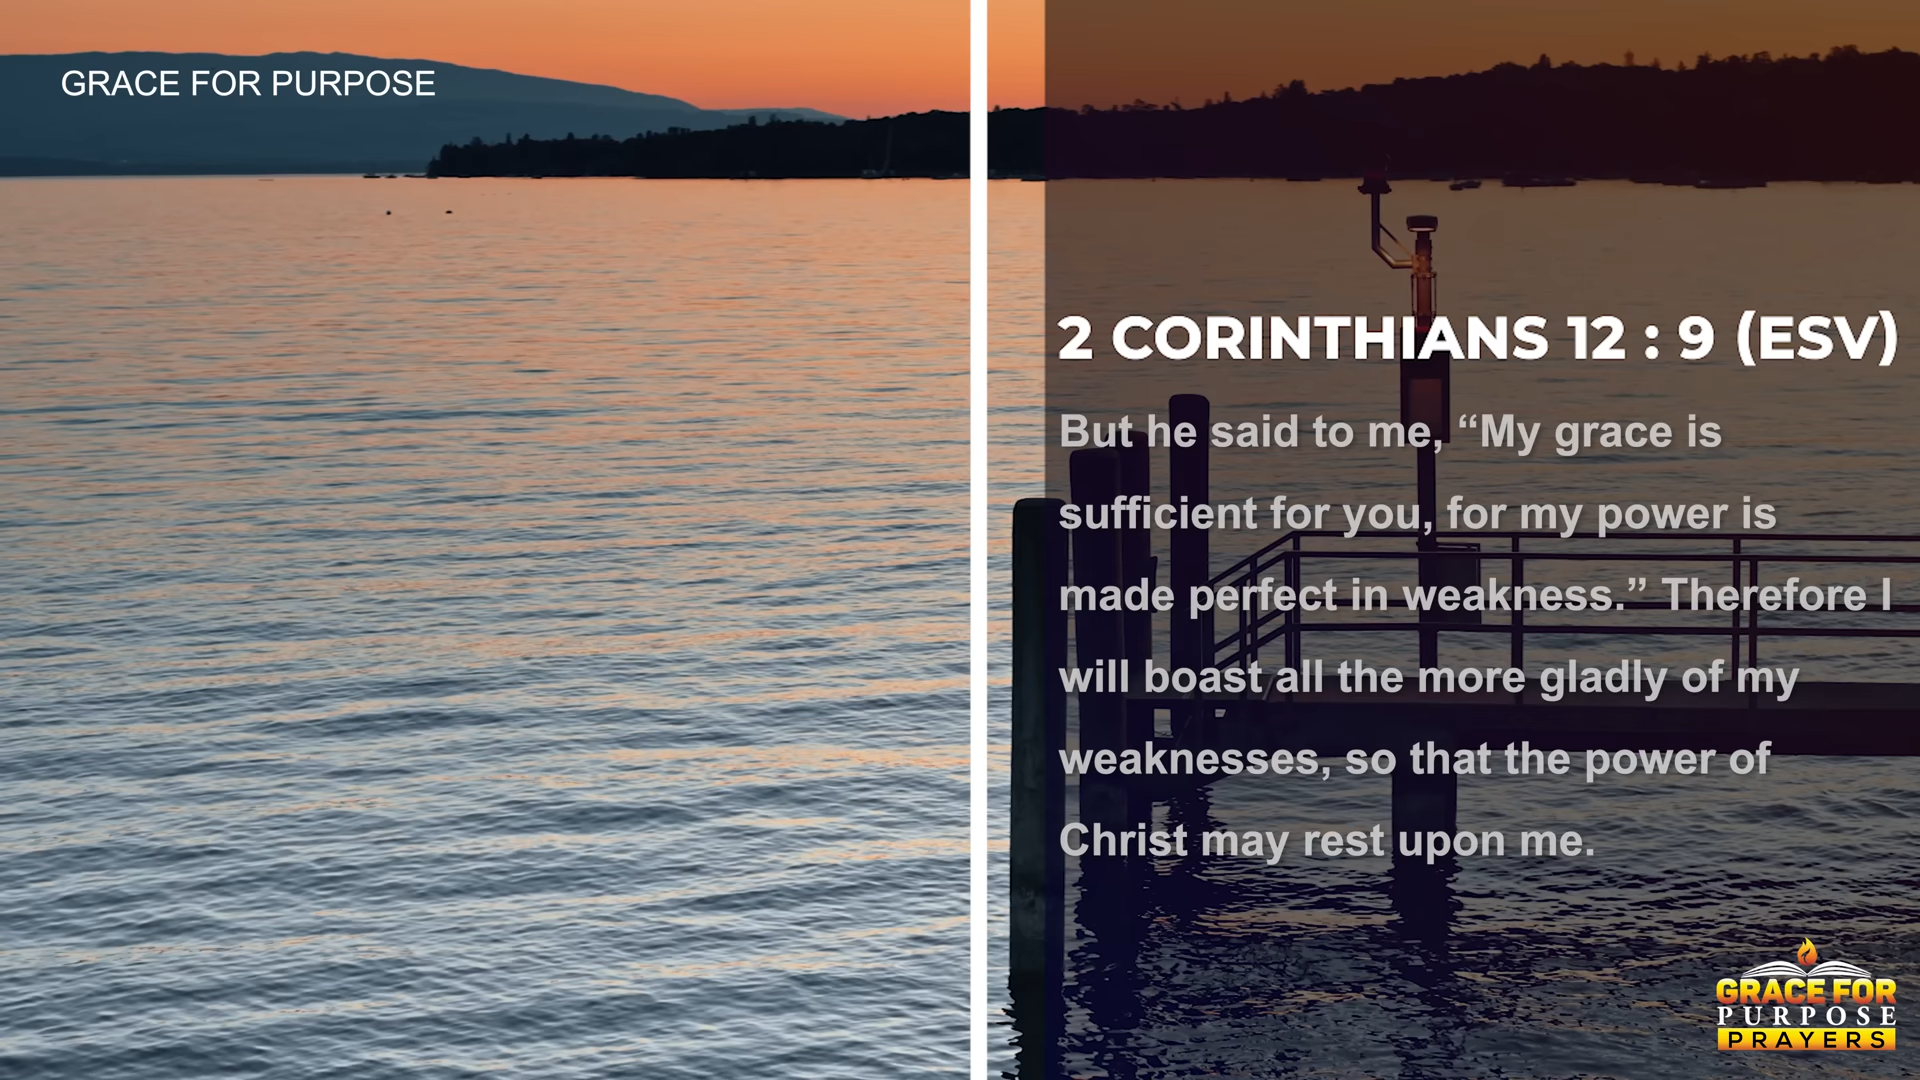 GRACE FOR PURPOSE
2 CORINTHIANS 12 : 9 (ESV)
But he said to me, “My grace is
sufficient for you, for my power is
made perfect in weakness.” Therefore I
will boast all the more gladly of my
weaknesses, so that the power of
Christ may rest upon me.
GRACE FOR
PURPOSE
PRAYERS